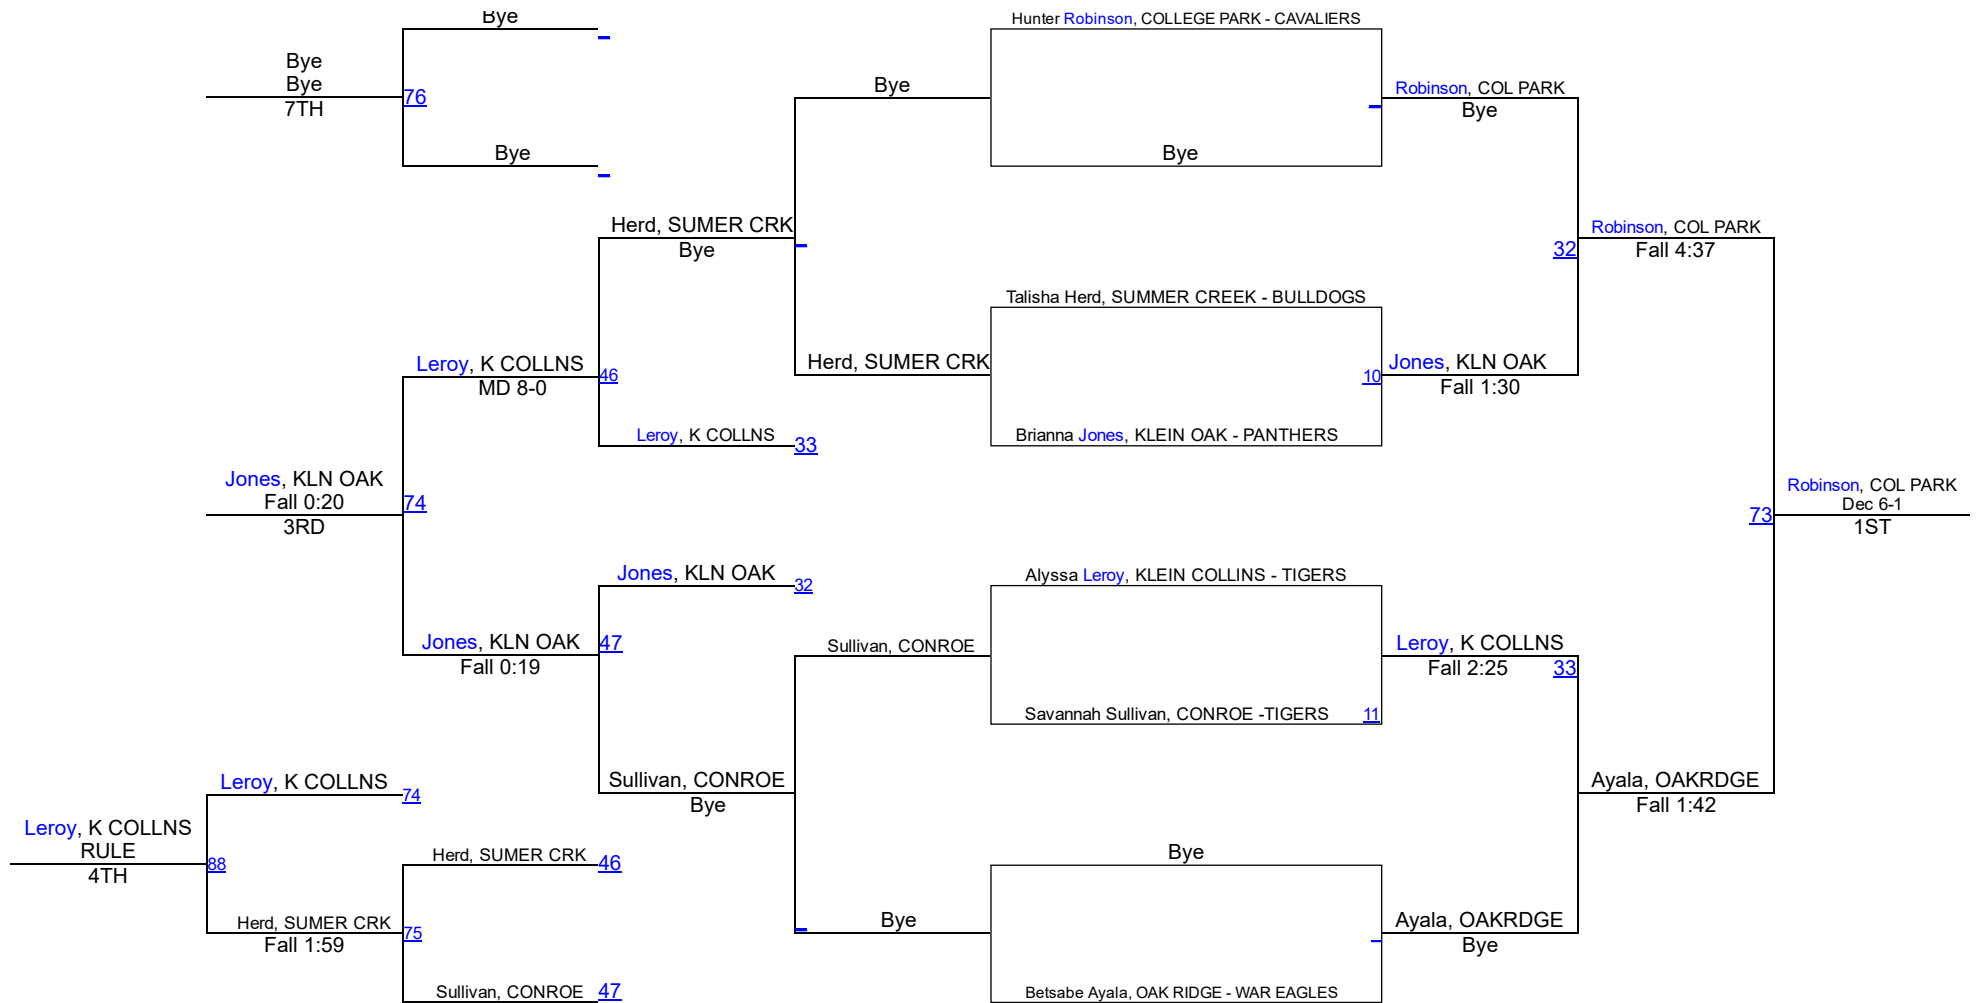 Bye
Hunter Robinson, COLLEGE PARK - CAVALIERS
Bye
Bye
7TH
76
Bye
Bye
Robinson, COL PARK
Bye
Bye
Herd, SUMER CRK
Bye
Robinson, COL PARK
Fall 4:37
32
Talisha Herd, SUMMER CREEK - BULLDOGS
Leroy, K COLLNS
MD 8-0
46
Herd, SUMER CRK
10
Jones, KLN OAK
Fall 1:30
Leroy, K COLLNS
33
Brianna Jones, KLEIN OAK - PANTHERS
Jones, KLN OAK
Fall 0:20
3RD
74
Robinson, COL PARK
Dec 6-1
1ST
73
Jones, KLN OAK
32
Alyssa Leroy, KLEIN COLLINS - TIGERS
Jones, KLN OAK
Fall 0:19
47
Sullivan, CONROE
Leroy, K COLLNS
Fall 2:25
33
Savannah Sullivan, CONROE -TIGERS
11
Sullivan, CONROE
Bye
Ayala, OAKRDGE
Fall 1:42
Leroy, K COLLNS
74
Leroy, K COLLNS
RULE
4TH
88
Herd, SUMER CRK
46
Bye
Herd, SUMER CRK
Fall 1:59
75
Bye
Ayala, OAKRDGE
Bye
Sullivan, CONROE
47
Betsabe Ayala, OAK RIDGE - WAR EAGLES